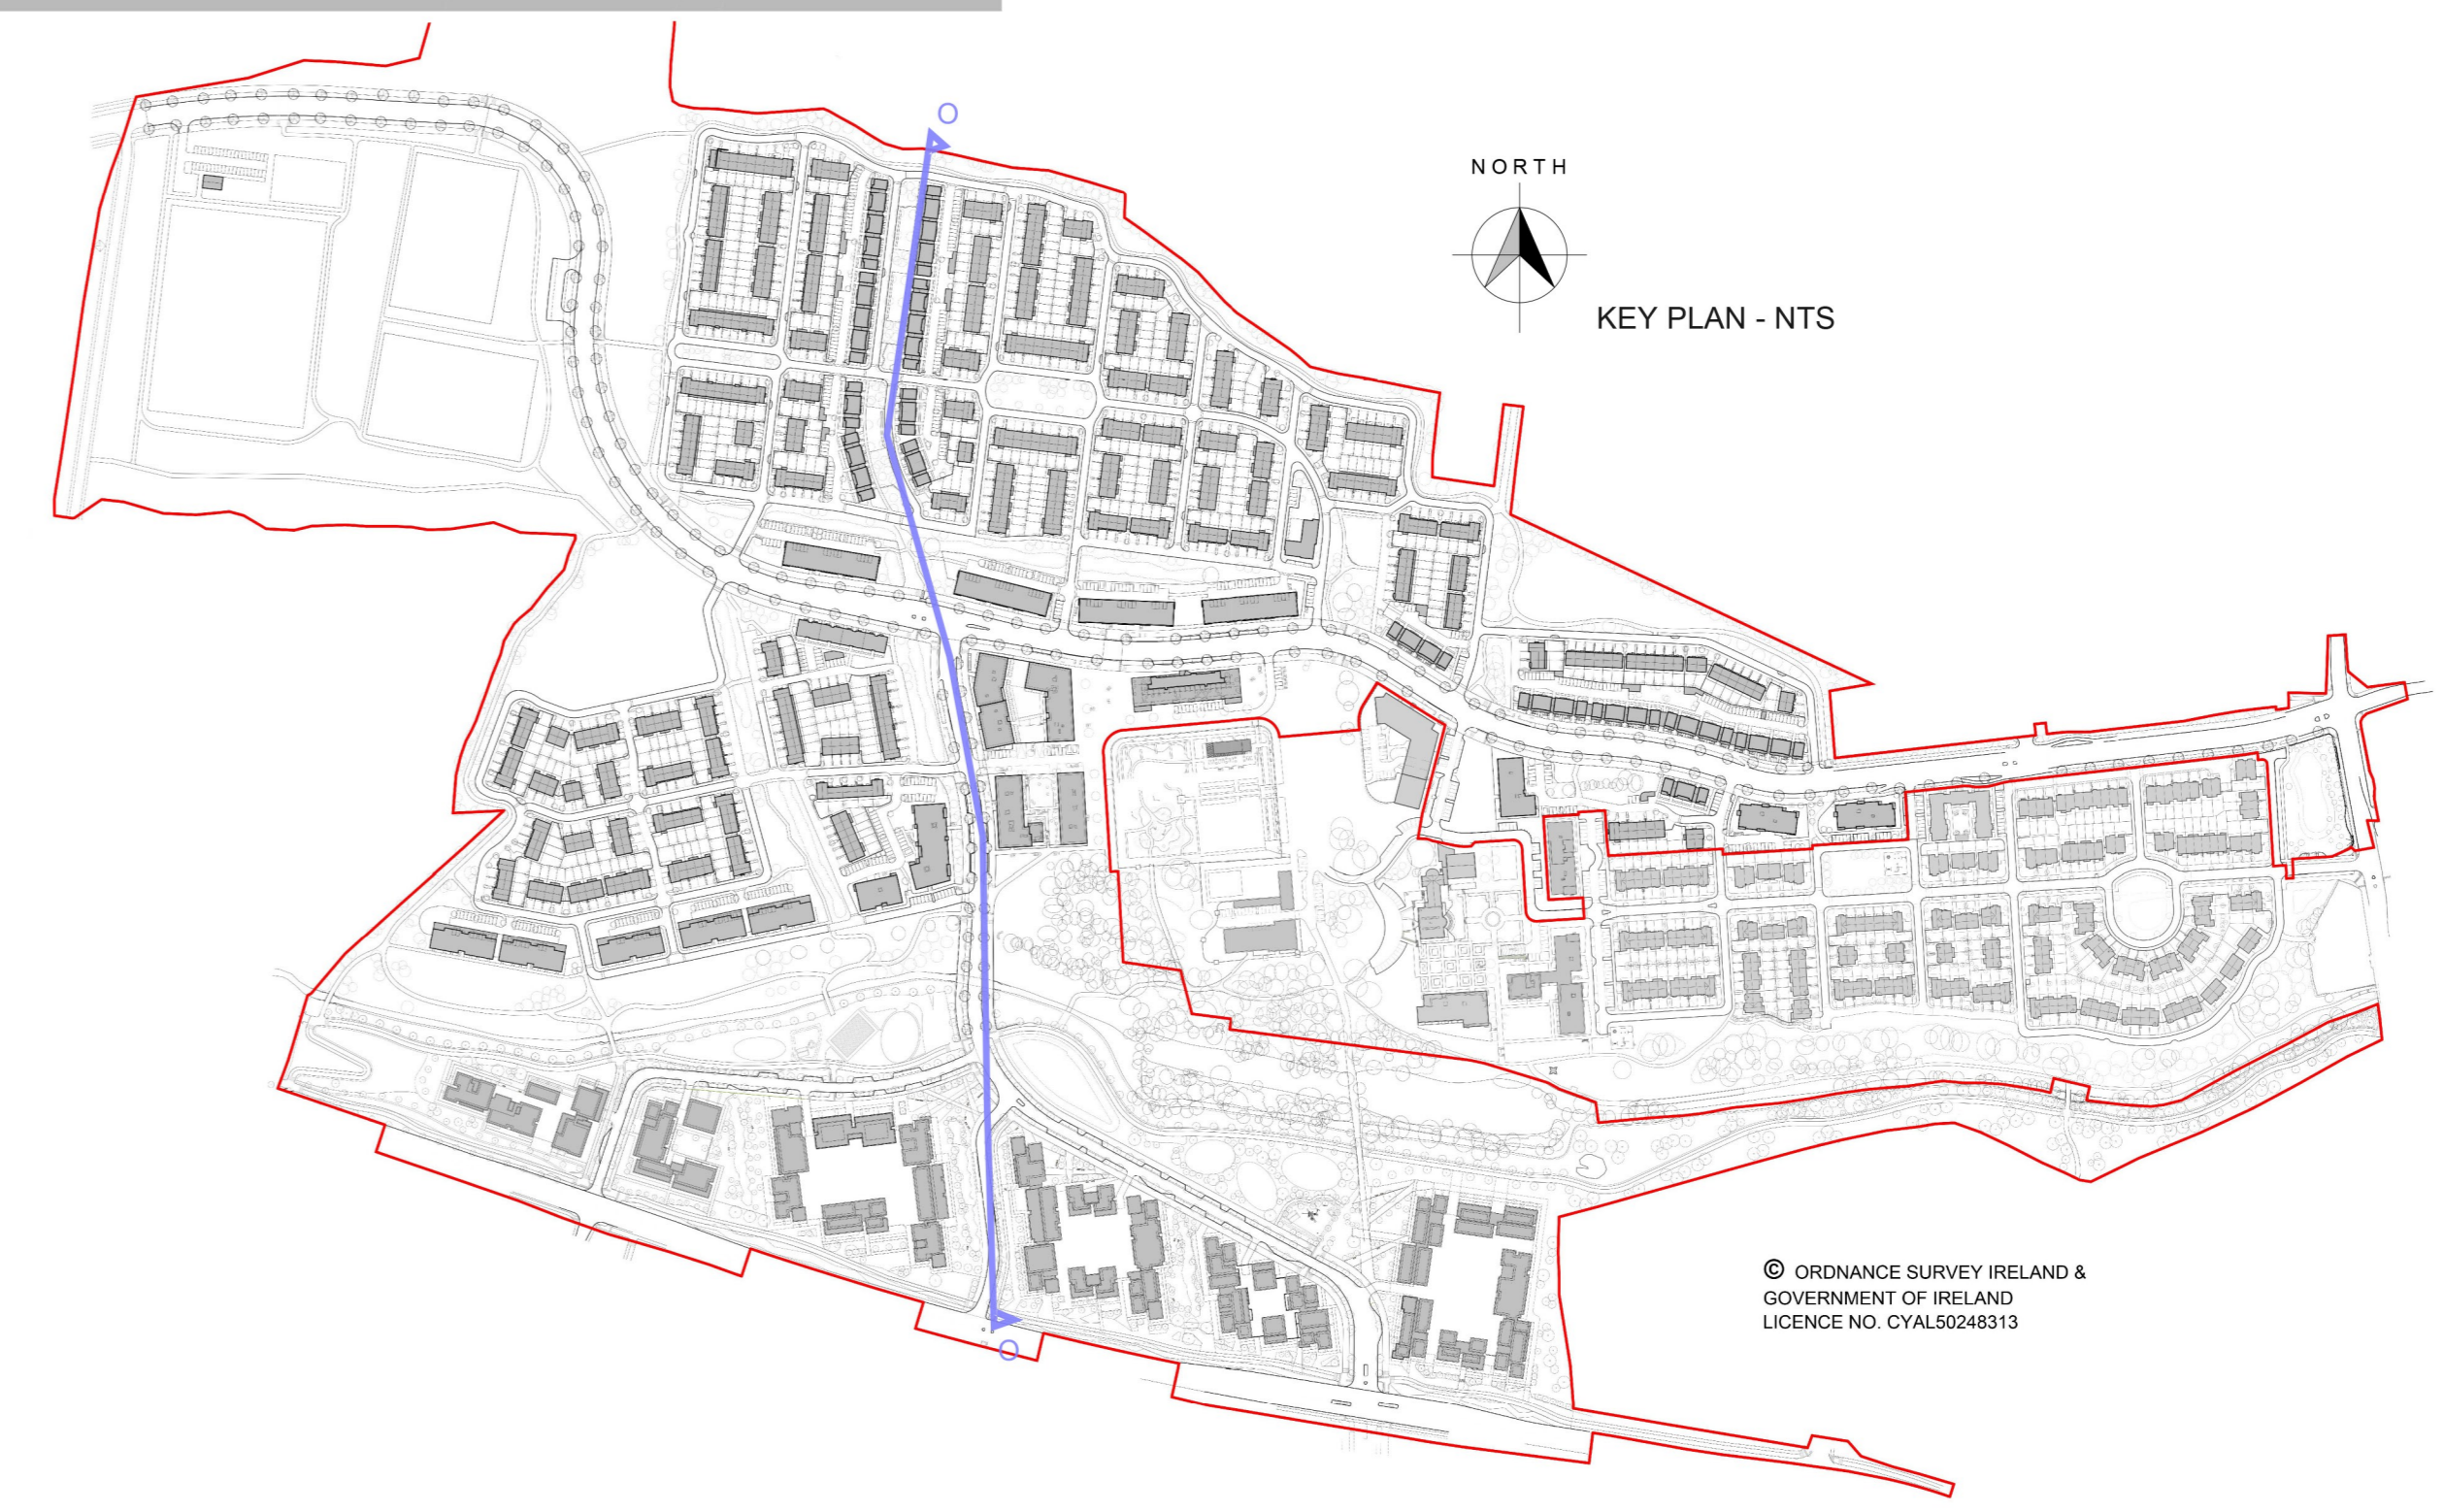 O
NORTH
KEY PLAN - NTS
© ORDNANCE SURVEY IRELAND &
GOVERNMENT OF IRELAND
LICENCE NO. CYAL50248313
O